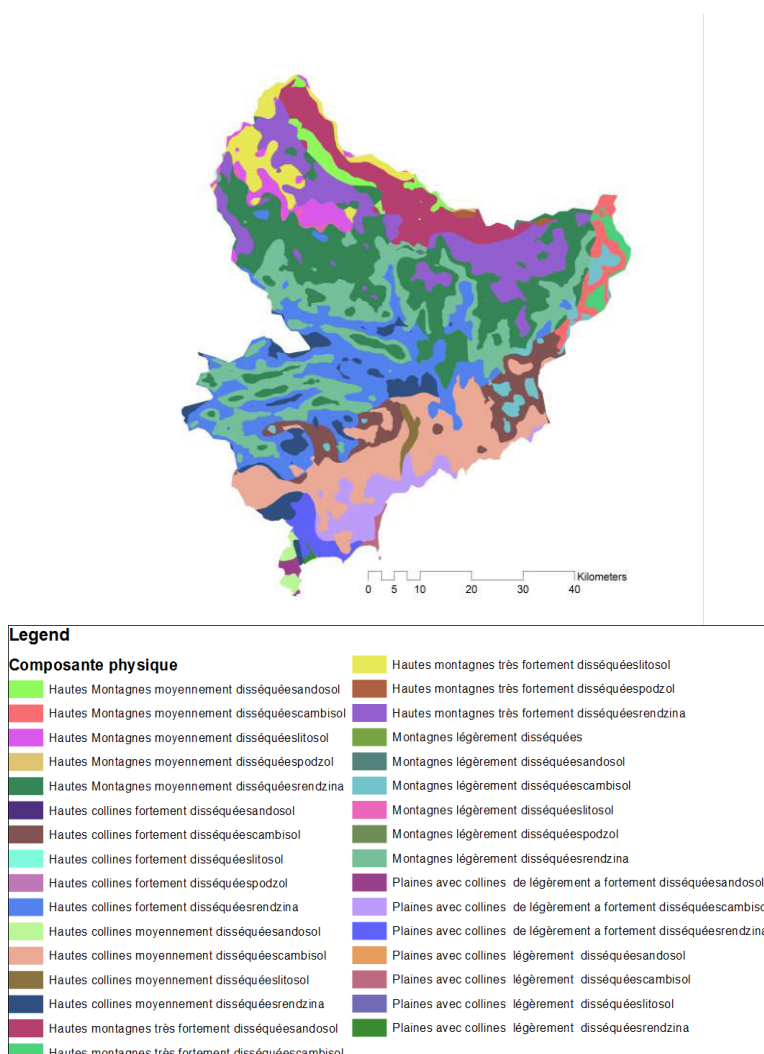 Kilometers
0 5 10 20 30 40
Legend
Composante physique
Hautes Montagnes moyennement disséquéesandosol
Hautes Montagnes moyennement disséquéescambisol
Hautes Montagnes moyennement disséquéeslitosol
Hautes Montagnes moyennement disséquéespodzol
Hautes Montagnes moyennement disséquéesrendzina
Hautes collines fortement disséquéesandosol
Hautes collines fortement disséquéescambisol
Hautes collines fortement disséquéeslitosol
Hautes collines fortement disséquéespodzol
Hautes collines fortement disséquéesrendzina
Hautes collines moyennement disséquéesandosol
Hautes collines moyennement disséquéescambisol
Hautes collines moyennement disséquéeslitosol
Hautes collines moyennement disséquéesrendzina
Hautes montagnes très fortement disséquéesandosol
Hautes montagnes très fortement disséquéescambisol
Hautes montagnes très fortement disséquéeslitosol
Hautes montagnes très fortement disséquéespodzol
Hautes montagnes très fortement disséquéesrendzina
Montagnes légèrement disséquées
Montagnes légèrement disséquéesandosol
Montagnes légèrement disséquéescambisol
Montagnes légèrement disséquéeslitosol
Montagnes légèrement disséquéespodzol
Montagnes légèrement disséquéesrendzina
Plaines avec collines de légèrement a fortement disséquéesandosol
Plaines avec collines de légèrement a fortement disséquéescambiso
Plaines avec collines de légèrement a fortement disséquéesrendzina
Plaines avec collines légèrement disséquéesandosol
Plaines avec collines légèrement disséquéescambisol
Plaines avec collines légèrement disséquéeslitosol
Plaines avec collines légèrement disséquéesrendzina